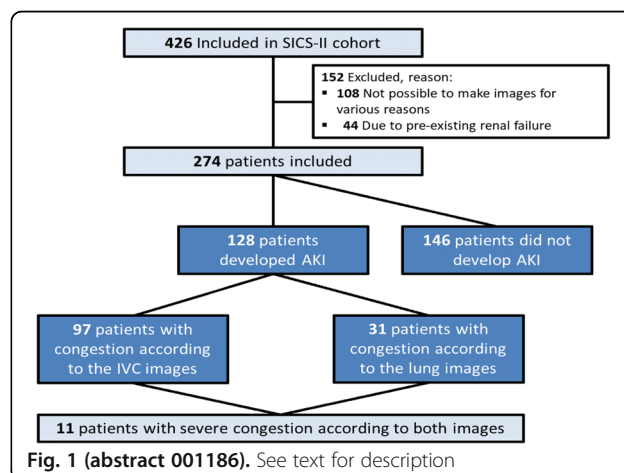 426 Included in SICS-II cohort
152 Excluded, reason:
▪ 108 Not possible to make images for
various reasons
▪ 44 Due to pre-existing renal failure
274 patients included
128 patients
developed AKI
146 patients did not
develop AKI
97 patients with
congestion according
to the IVC images
31 patients with
congestion according
to the lung images
11 patients with severe congestion according to both images
Fig. 1 (abstract 001186). See text for description